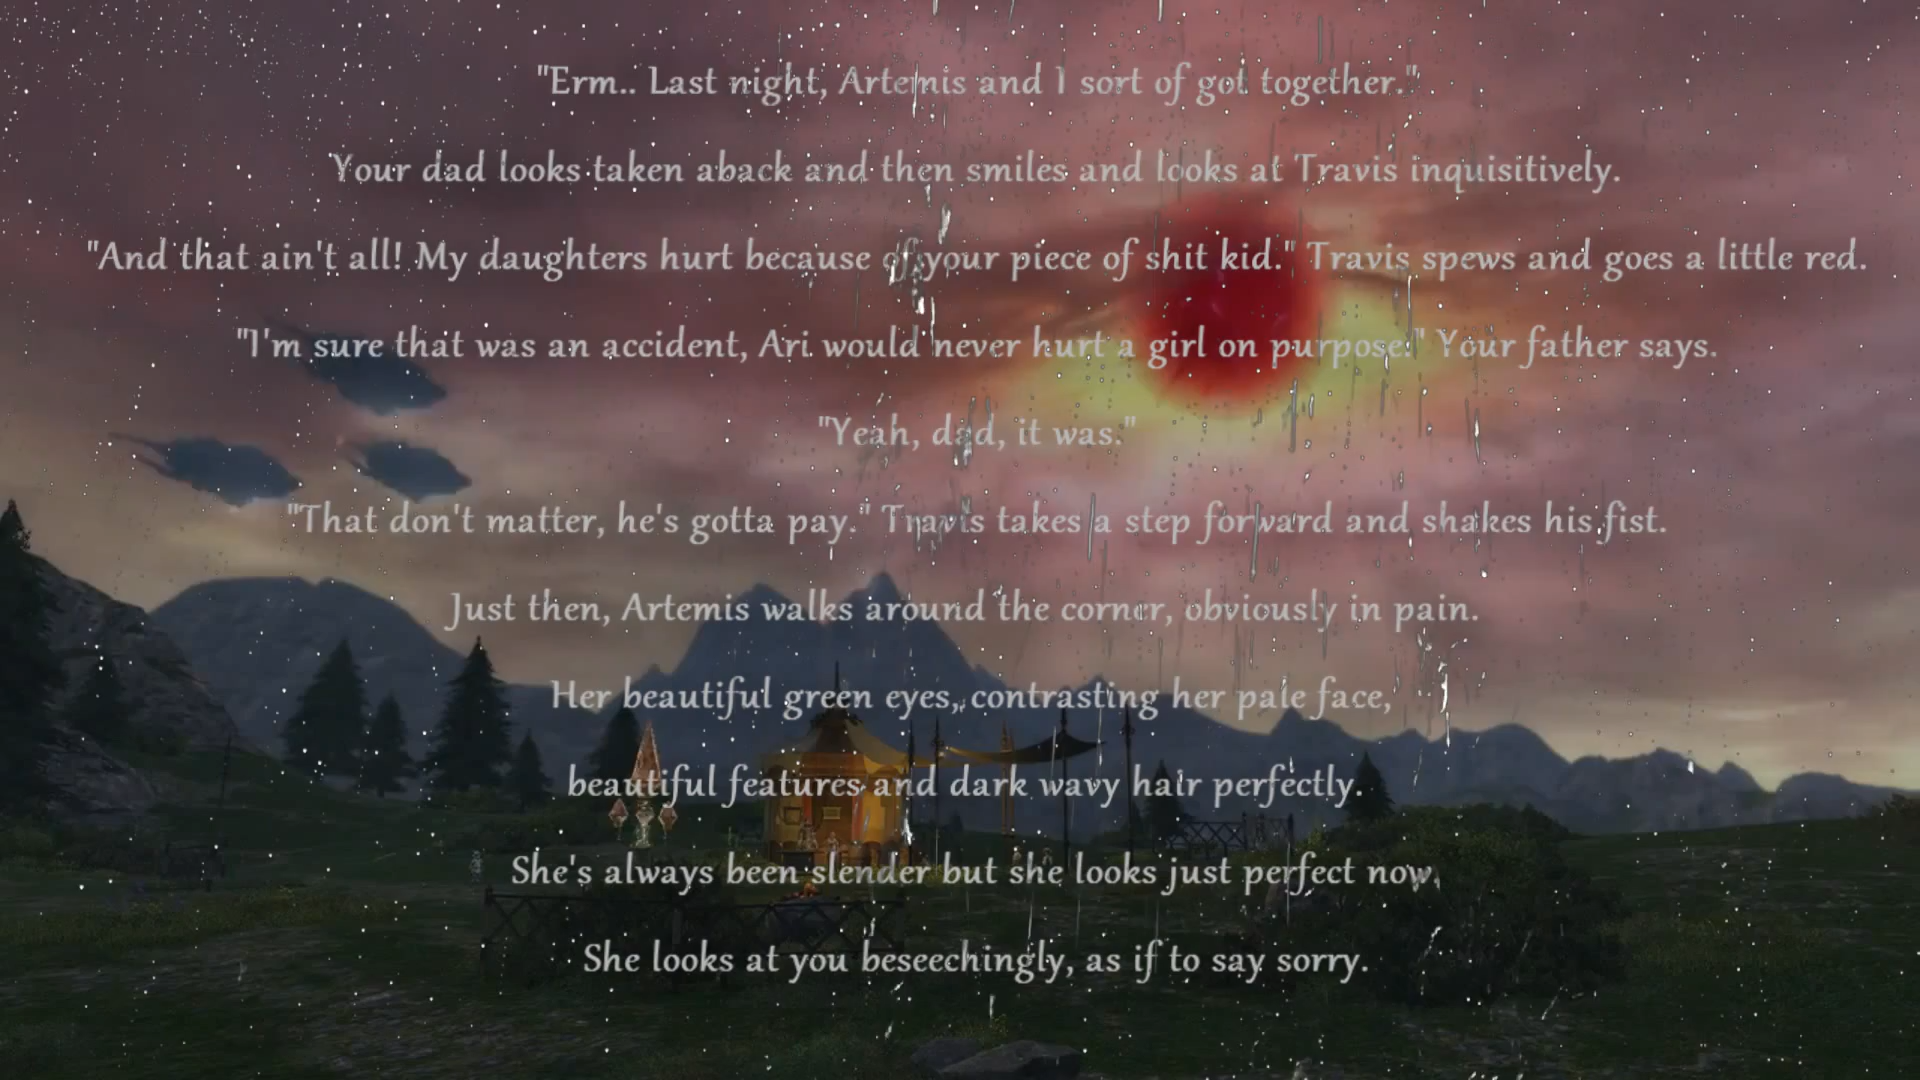 "Erm.. Last night, Artemis and I sort of got together."
Your dad looks taken aback and then smiles and looks at Travis inquisitively.
"And that ain't all! My daughters hurt because of your piece of shit kid." Travis spews and goes a little red.
"I'm sure that was an accident, Ari would never hurt a girl on purpose!" Your father says.
"Yeah, dad, it was."
"That don't matter, he's gotta pay." Travis takes a step forward and shakes his fist.
Just then, Artemis walks around the corner, obviously in pain.
Her beautiful green eyes, contrasting her pale face,
beautiful features and dark wavy hair perfectly.
She's always been slender but she looks just perfect now.
She looks at you beseechingly, as if to say sorry.